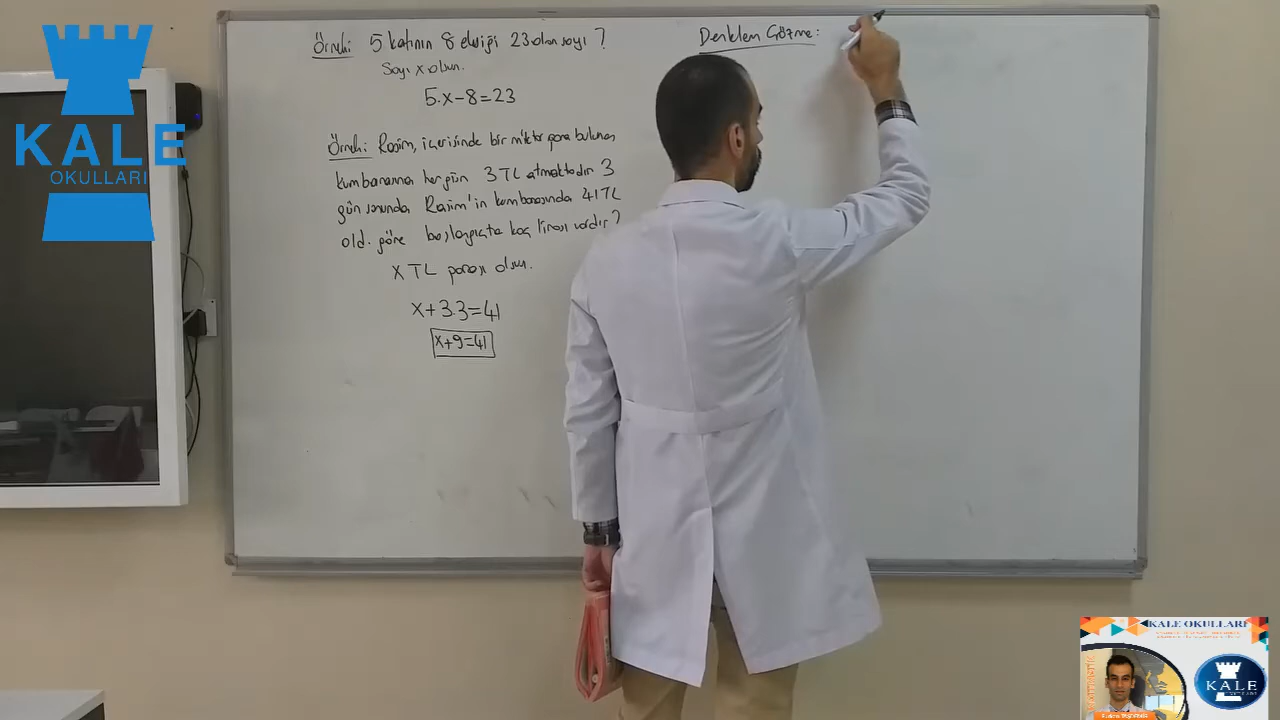 KALE
OKULLARI
Örnek: 5 katının 8 eksiği 23 olan sayı ?
Sayı x olsun.
5.x-8=23
Örnek: Rasim, içerisinde bir miktar para bulunan
kumbarasına her gün 3 TL atmaktadır 3
gün sonunda Rasim'in kumbarasında 41 TL
old. göre başlangıçta kaç lirası vardır?
x TL parası olsun.
x+3.3=41
x+9=41
Denklem Çözme:
KALE OKULLARI
KALE